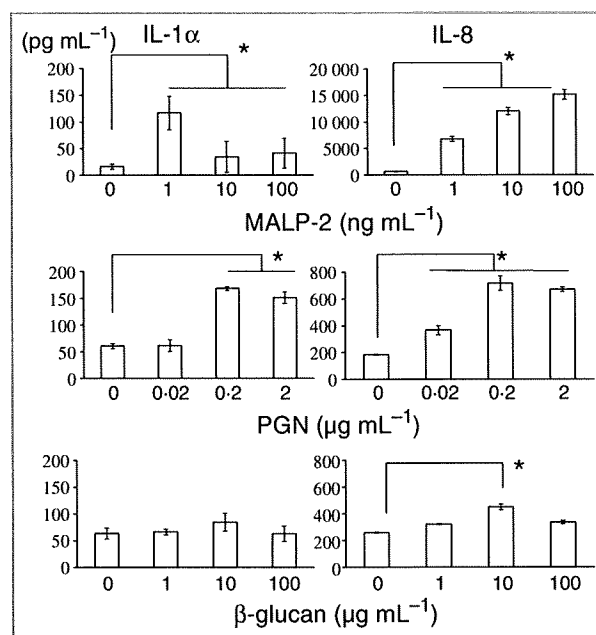 IL-1α IL-8
(pg mL⁻¹)
* *
200 20 000
150 15 000
100 10 000
50 5000
0 0
0 1 10 100 0 1 10 100
MALP-2 (ng mL⁻¹)
* *
200 800
150 600
100 400
50 200
0 0
0 0·02 0·2 2 0 0·02 0·2 2
PGN (μg mL⁻¹)
*
200 800
150 600
100 400
50 200
0 0
0 1 10 100 0 1 10 100
β-glucan (μg mL⁻¹)